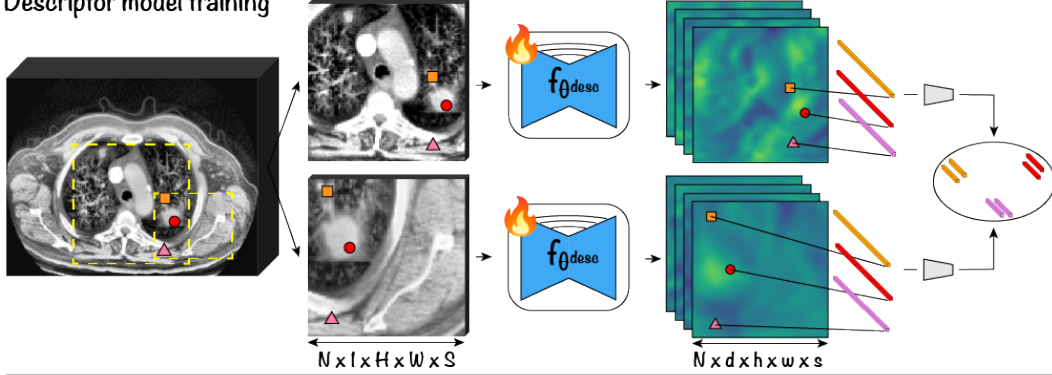 Descriptor model training
fθdesc
fθdesc
N x 1 x H x W x S
N x d x h x w x s